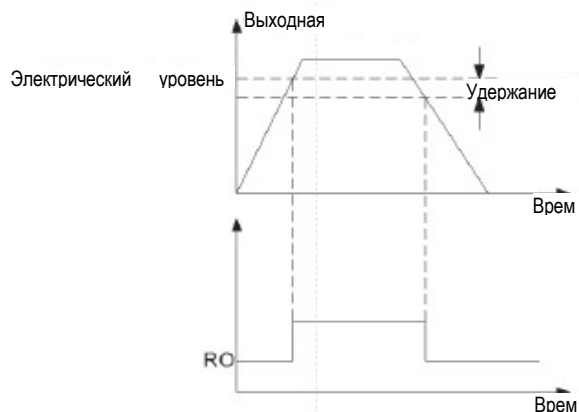 Выходная
Электрический уровень
Удержание
Врем
RO
Врем